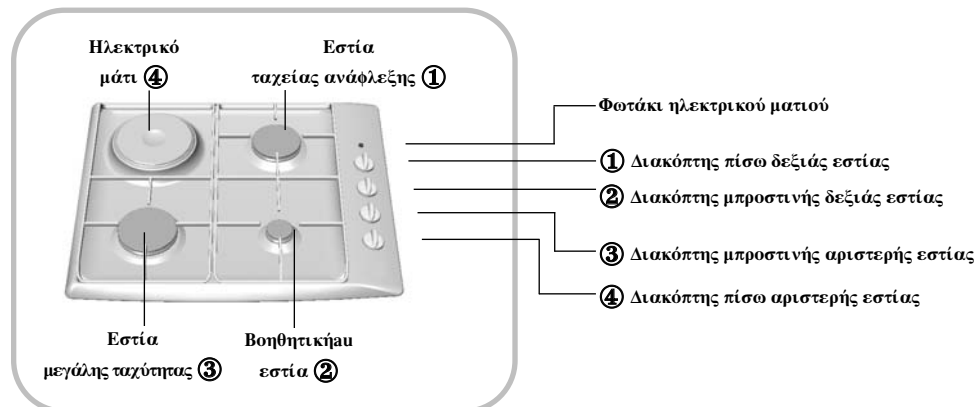 Ηλεκτρικό
μάτι ④
Εστία
ταχείας ανάφλεξης ①
Φωτάκι ηλεκτρικού ματιού
① Διακόπτης πίσω δεξιάς εστίας
② Διακόπτης μπροστινής δεξιάς εστίας
③ Διακόπτης μπροστινής αριστερής εστίας
④ Διακόπτης πίσω αριστερής εστίας
Εστία
μεγάλης ταχύτητας ③
Βοηθητικήau
εστία ②